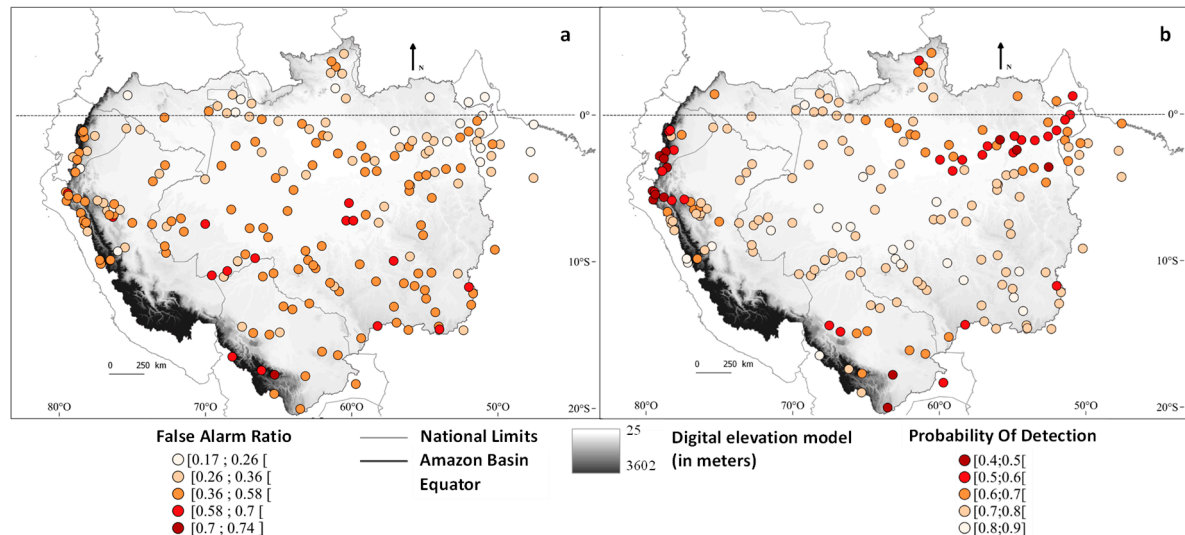 a
b
N
N
0°
0°
10°S
10°S
0 250 km
0 250 km
80°O
70°O
60°O
50°O
20°S
80°O
70°O
60°O
50°O
20°S
False Alarm Ratio
[0.17 ; 0.26 [
[0.26 ; 0.36 [
[0.36 ; 0.58 [
[0.58 ; 0.7 [
[0.7 ; 0.74 ]
National Limits
Amazon Basin
Equator
25
3602
Digital elevation model
(in meters)
Probability Of Detection
[0.4;0.5[
[0.5;0.6[
[0.6;0.7[
[0.7;0.8[
[0.8;0.9]